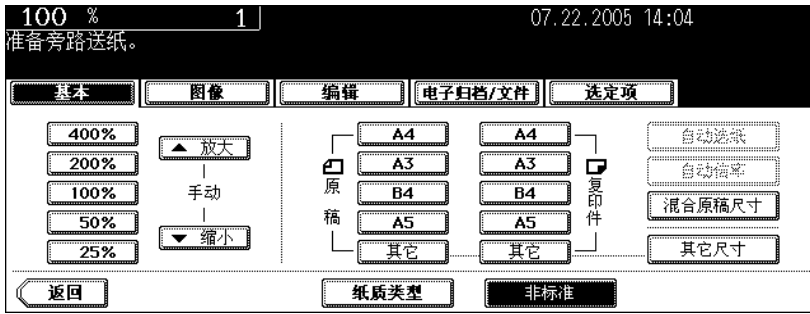 100 % 1 07.22.2005 14:04
准备旁路送纸。
基本 图像 编辑 电子归档/文件 选定项
400% ▲ 放大 A4 A4 自动选纸
200% A3 A3 自动倍率
100% 手动 原稿 B4 B4 复印件 混合原稿尺寸
50% ▼ 缩小 A5 A5
25% 其它 其它 其它尺寸
返回 纸质类型 非标准